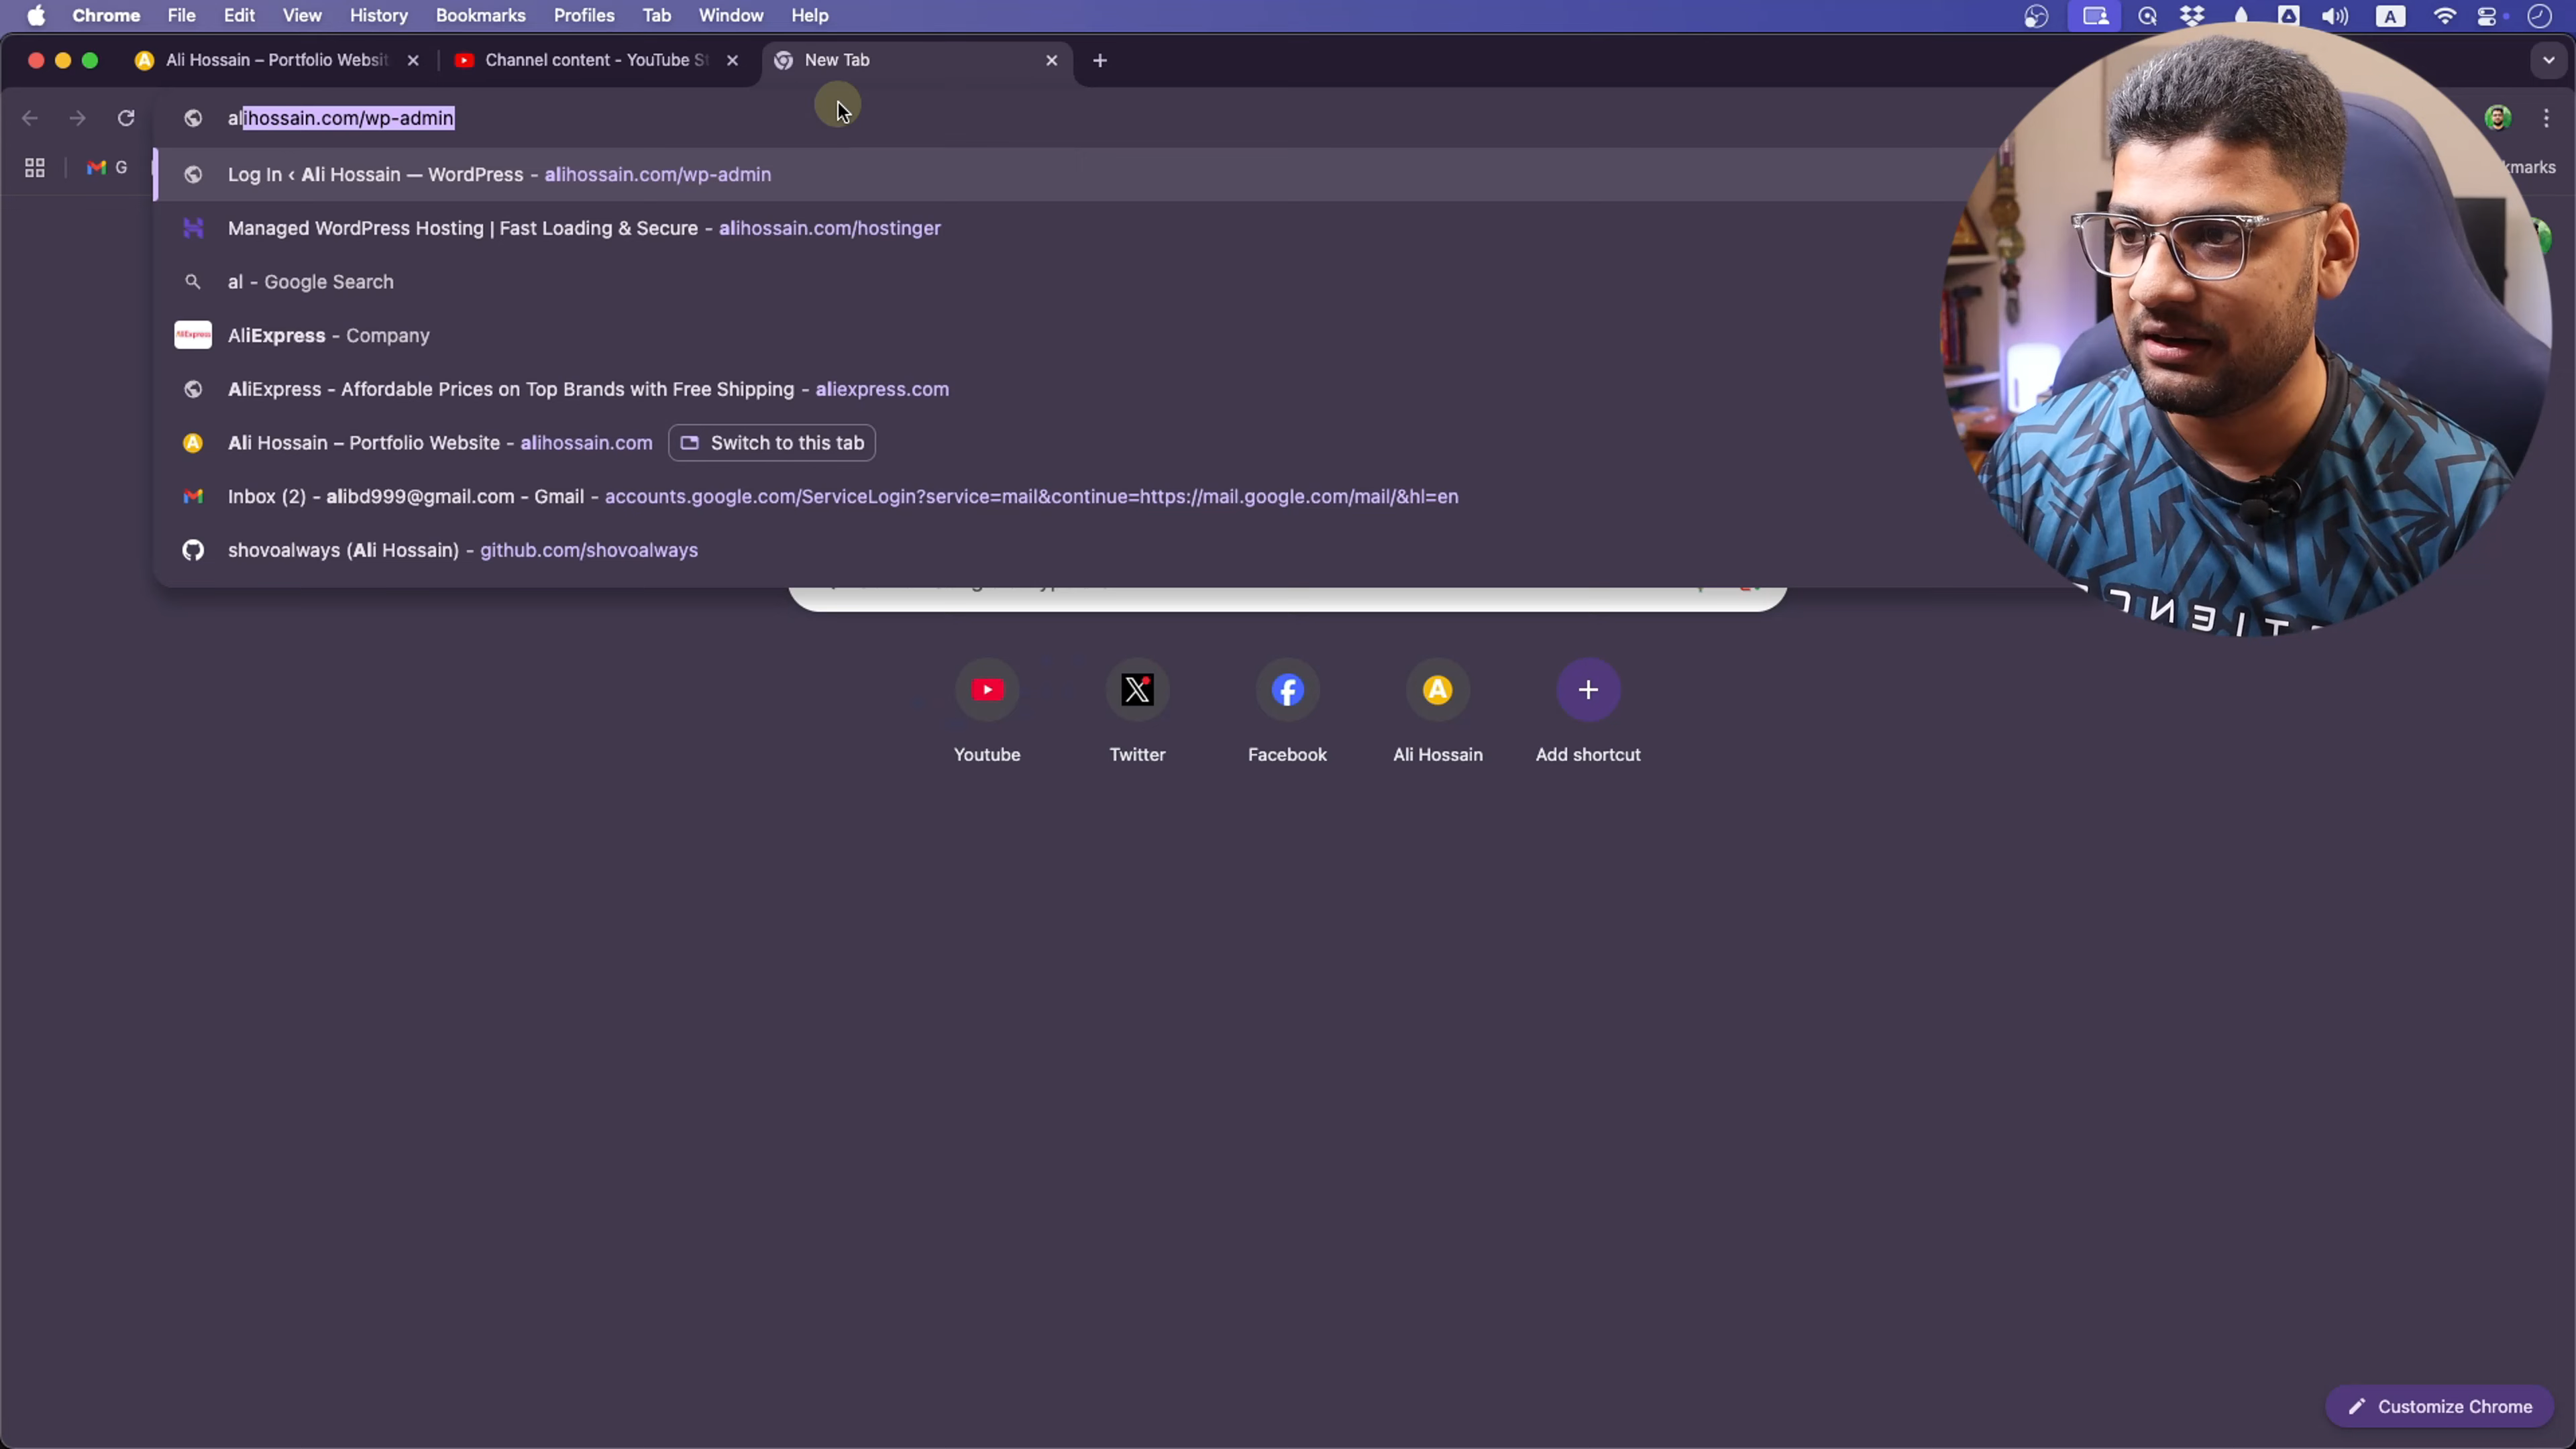 Chrome File Edit View History Bookmarks Profiles Tab Window Help
A
Ali Hossain – Portfolio Websit
Channel content - YouTube St
New Tab
alihossain.com/wp-admin
G
kmarks
Log In ‹ Ali Hossain — WordPress - alihossain.com/wp-admin
Managed WordPress Hosting | Fast Loading & Secure - alihossain.com/hostinger
al - Google Search
AliExpress
AliExpress - Company
AliExpress - Affordable Prices on Top Brands with Free Shipping - aliexpress.com
A
Ali Hossain – Portfolio Website - alihossain.com Switch to this tab
Inbox (2) - alibd999@gmail.com - Gmail - accounts.google.com/ServiceLogin?service=mail&continue=https://mail.google.com/mail/&hl=en
shovoalways (Ali Hossain) - github.com/shovoalways
A
Youtube Twitter Facebook Ali Hossain Add shortcut
Customize Chrome